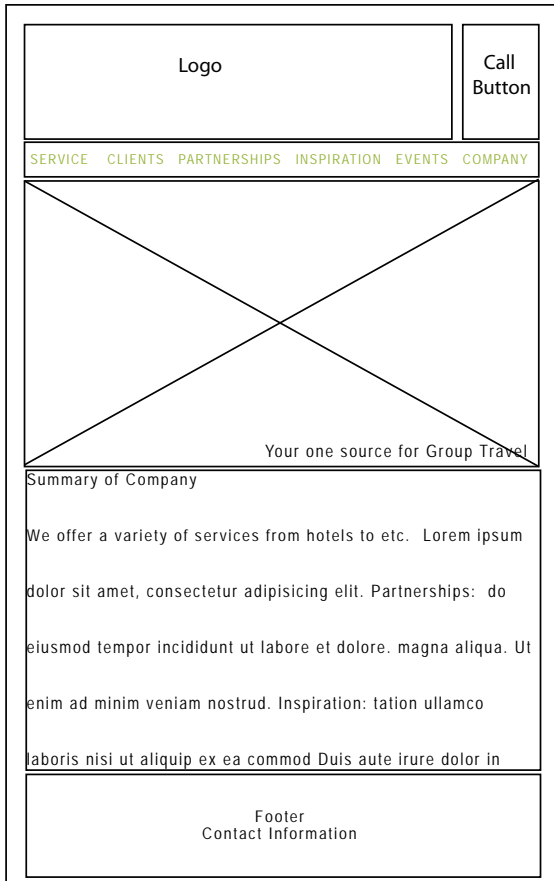 Logo
Call
Button
SERVICE CLIENTS PARTNERSHIPS INSPIRATION EVENTS COMPANY
Your one source for Group Travel
Summary of Company
We offer a variety of services from hotels to etc.  Lorem ipsum
dolor sit amet, consectetur adipisicing elit. Partnerships:  do
eiusmod tempor incididunt ut labore et dolore. magna aliqua. Ut
enim ad minim veniam nostrud. Inspiration: tation ullamco
laboris nisi ut aliquip ex ea commod Duis aute irure dolor in
Footer
Contact Information